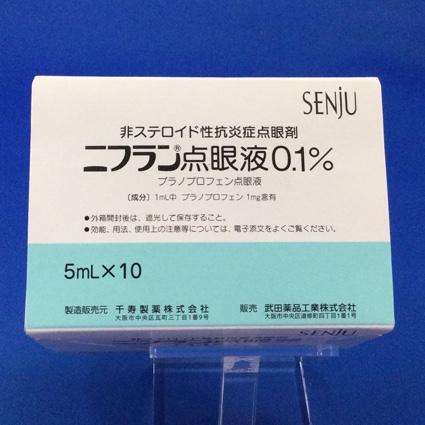 SENJU
非ステロイド性抗炎症点眼剤
ニフラン®点眼液0.1%
プラノプロフェン点眼液
〔成分〕1mL中 プラノプロフェン 1mg含有
●外箱開封後は、遮光して保存すること。
●効能、用法、使用上の注意等については、電子添文をよくご覧ください。
5mL×10
製造販売元 千寿製薬株式会社
大阪市中央区瓦町三丁目1番9号
販売 武田薬品工業株式会社
大阪市中央区道修町四丁目1番1号
SENJU